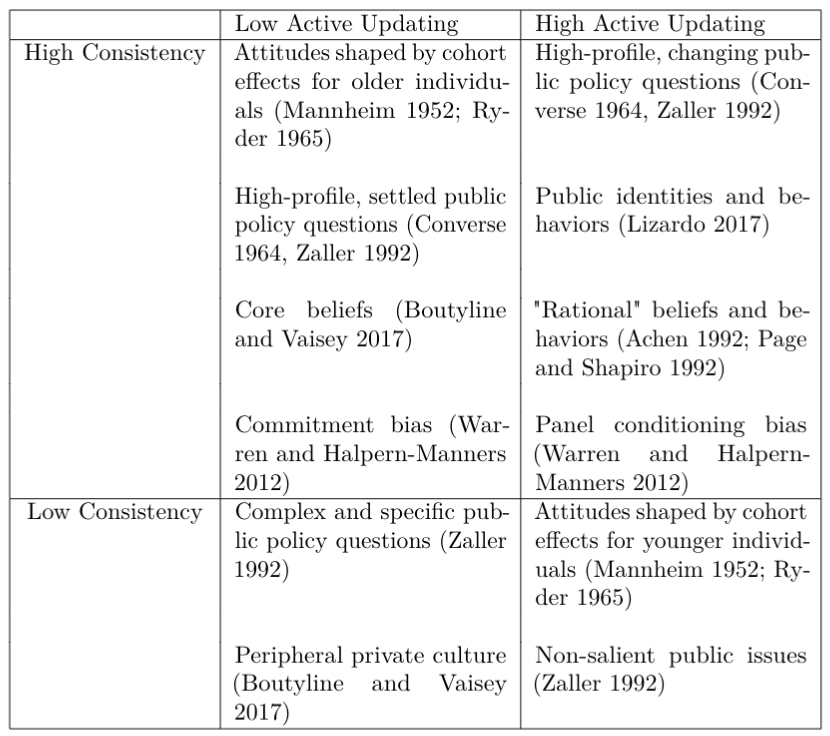 Low Active Updating
High Active Updating
High Consistency
Attitudes shaped by cohort
effects for older individu-
als (Mannheim 1952; Ry-
der 1965)
High-profile, changing pub-
lic policy questions (Con-
verse 1964, Zaller 1992)
High-profile, settled public
policy questions (Converse
1964, Zaller 1992)
Public identities and be-
haviors (Lizardo 2017)
Core beliefs (Boutyline
and Vaisey 2017)
"Rational" beliefs and be-
haviors (Achen 1992; Page
and Shapiro 1992)
Commitment bias (War-
ren and Halpern-Manners
2012)
Panel conditioning bias
(Warren and Halpern-
Manners 2012)
Low Consistency
Complex and specific pub-
lic policy questions (Zaller
1992)
Attitudes shaped by cohort
effects for younger individ-
uals (Mannheim 1952; Ry-
der 1965)
Peripheral private culture
(Boutyline and Vaisey
2017)
Non-salient public issues
(Zaller 1992)